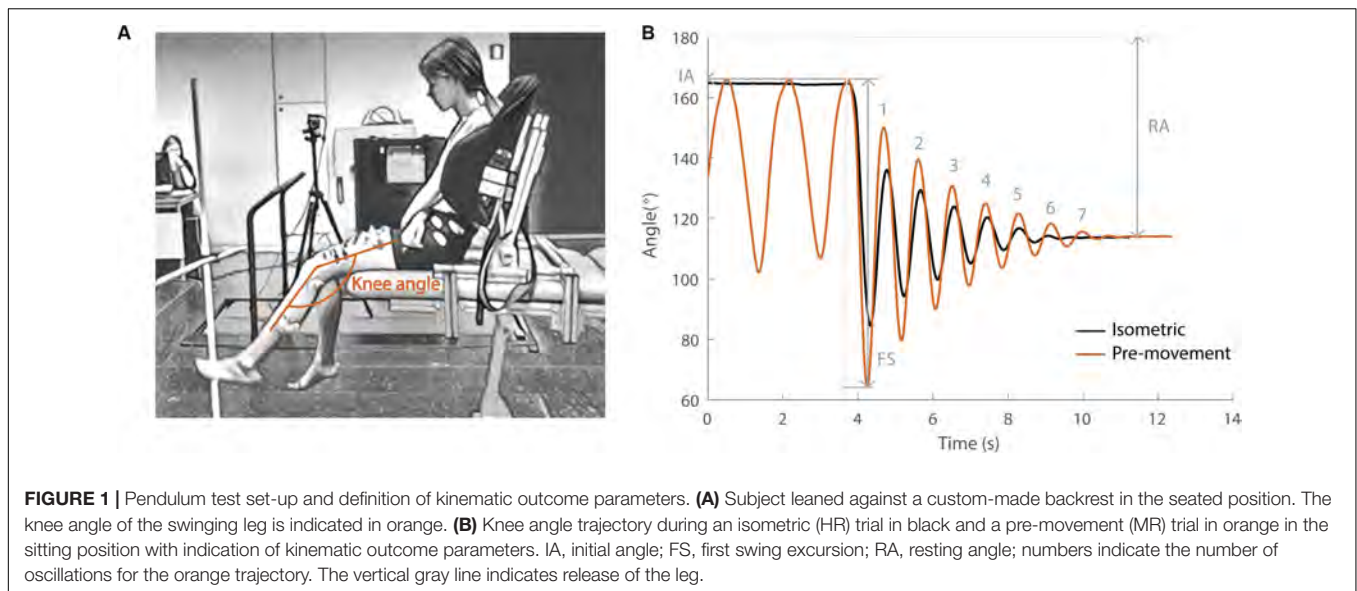 A
Knee angle
B
180
160
140
120
100
80
60
Angle(°)
IA
1
2
3
4
5
6
7
RA
FS
Isometric
Pre-movement
0
2
4
6
8
10
12
14
Time (s)
FIGURE 1 | Pendulum test set-up and definition of kinematic outcome parameters. (A) Subject leaned against a custom-made backrest in the seated position. The
knee angle of the swinging leg is indicated in orange. (B) Knee angle trajectory during an isometric (HR) trial in black and a pre-movement (MR) trial in orange in the
sitting position with indication of kinematic outcome parameters. IA, initial angle; FS, first swing excursion; RA, resting angle; numbers indicate the number of
oscillations for the orange trajectory. The vertical gray line indicates release of the leg.